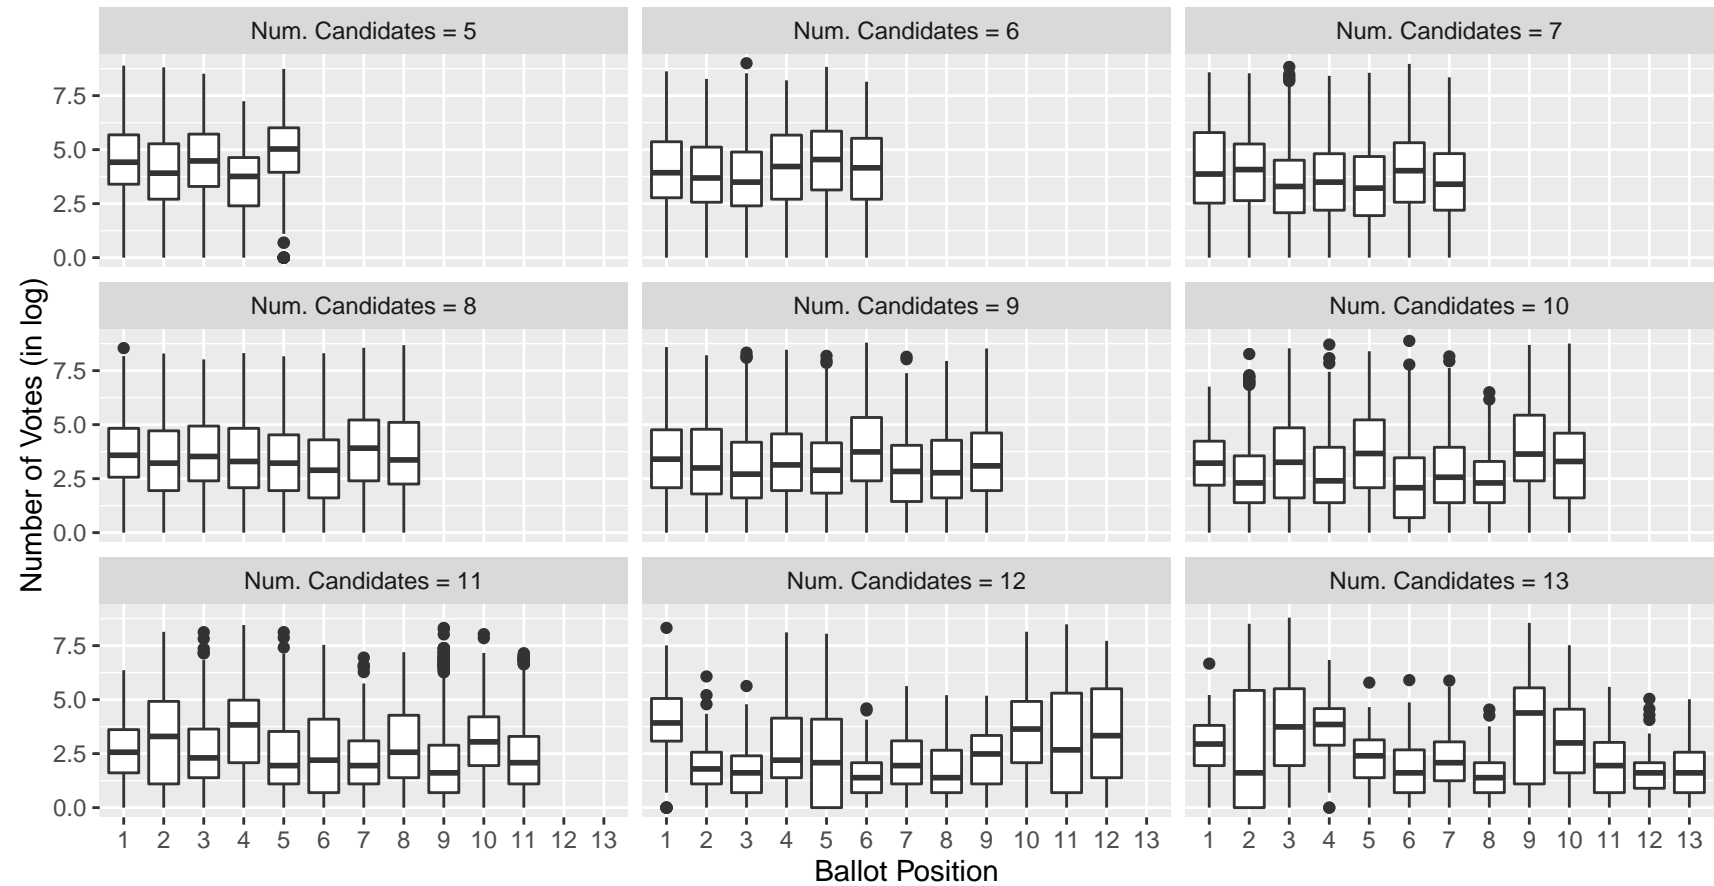 Num. Candidates = 5
Num. Candidates = 6
Num. Candidates = 7
7.5
5.0
2.5
0.0
Num. Candidates = 8
Num. Candidates = 9
Num. Candidates = 10
7.5
5.0
2.5
0.0
Num. Candidates = 11
Num. Candidates = 12
Num. Candidates = 13
7.5
5.0
2.5
0.0
1 2 3 4 5 6 7 8 9 10 11 12 13
1 2 3 4 5 6 7 8 9 10 11 12 13
1 2 3 4 5 6 7 8 9 10 11 12 13
Ballot Position
Number of Votes (in log)